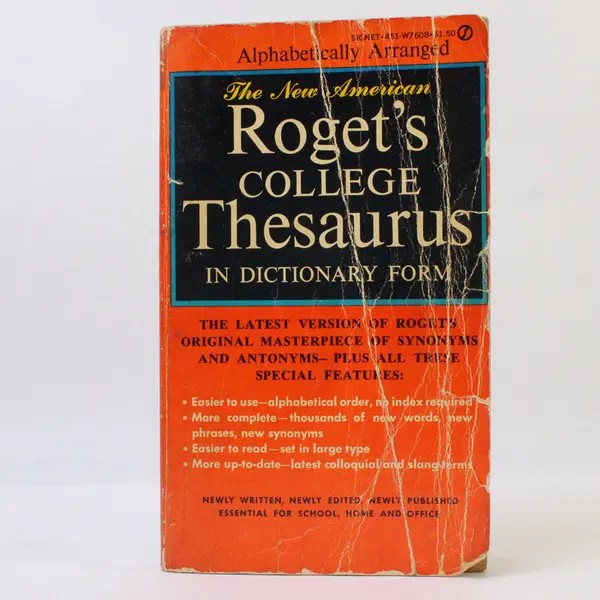 SIGNET•451-W7608•$1.50
Alphabetically Arranged
The New American
Roget's
COLLEGE
Thesaurus
IN DICTIONARY FORM
THE LATEST VERSION OF ROGET'S
ORIGINAL MASTERPIECE OF SYNONYMS
AND ANTONYMS—PLUS ALL THESE
SPECIAL FEATURES:
• Easier to use—alphabetical order, no index required
• More complete—thousands of new words, new
phrases, new synonyms
• Easier to read—set in large type
• More up-to-date—latest colloquial and slang terms
NEWLY WRITTEN, NEWLY EDITED, NEWLY PUBLISHED
ESSENTIAL FOR SCHOOL, HOME AND OFFICE